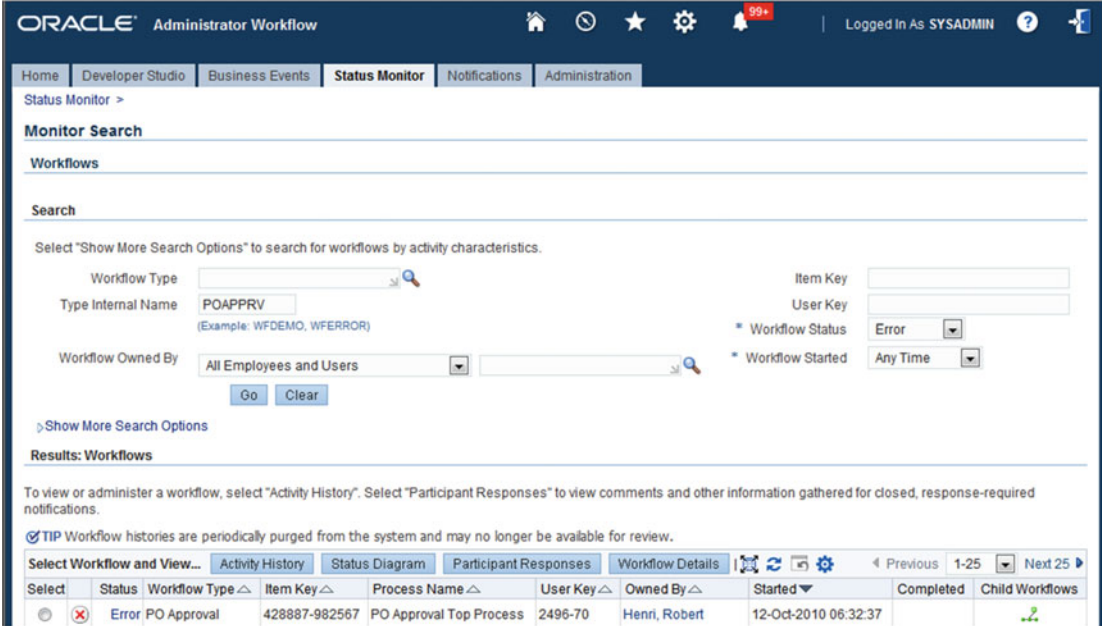 ORACLE Administrator Workflow 99+ Logged In As SYSADMIN ?
Home Developer Studio Business Events Status Monitor Notifications Administration
Status Monitor >
Monitor Search
Workflows
Search
Select "Show More Search Options" to search for workflows by activity characteristics.
Workflow Type Item Key
Type Internal Name POAPPRV User Key
(Example: WFDEMO, WFERROR) * Workflow Status Error
Workflow Owned By All Employees and Users * Workflow Started Any Time
Go Clear
Show More Search Options
Results: Workflows
To view or administer a workflow, select "Activity History". Select "Participant Responses" to view comments and other information gathered for closed, response-required
notifications.
TIP Workflow histories are periodically purged from the system and may no longer be available for review.
Select Workflow and View... Activity History Status Diagram Participant Responses Workflow Details Previous 1-25 Next 25
Select Status Workflow Type Item Key Process Name User Key Owned By Started Completed Child Workflows
Error PO Approval 428887-982567 PO Approval Top Process 2496-70 Henri, Robert 12-Oct-2010 06:32:37